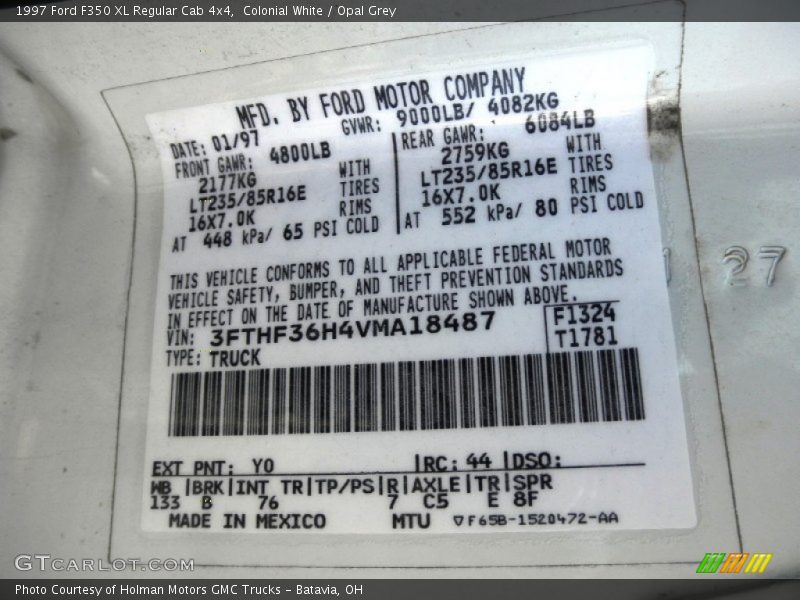 1997 Ford F350 XL Regular Cab 4x4,  Colonial White / Opal Grey
MFD. BY FORD MOTOR COMPANY
DATE: 01/97 GVWR: 9000LB/ 4082KG
FRONT GAWR: 4800LB
2177KG WITH
LT235/85R16E TIRES
16X7.0K RIMS
AT 448 kPa/ 65 PSI COLD
REAR GAWR: 6084LB
2759KG WITH
LT235/85R16E TIRES
16X7.0K RIMS
AT 552 kPa/ 80 PSI COLD
THIS VEHICLE CONFORMS TO ALL APPLICABLE FEDERAL MOTOR
VEHICLE SAFETY, BUMPER, AND THEFT PREVENTION STANDARDS
IN EFFECT ON THE DATE OF MANUFACTURE SHOWN ABOVE.
VIN: 3FTHF36H4VMA18487 F1324
TYPE: TRUCK T1781
27
EXT PNT: Y0 RC: 44 DSO:
WB |BRK|INT TR|TP/PS|R|AXLE|TR|SPR
133 B 76 7 C5 E 8F
MADE IN MEXICO MTU ▽F65B-1520472-AA
GTCARLOT.COM
Photo Courtesy of Holman Motors GMC Trucks - Batavia, OH